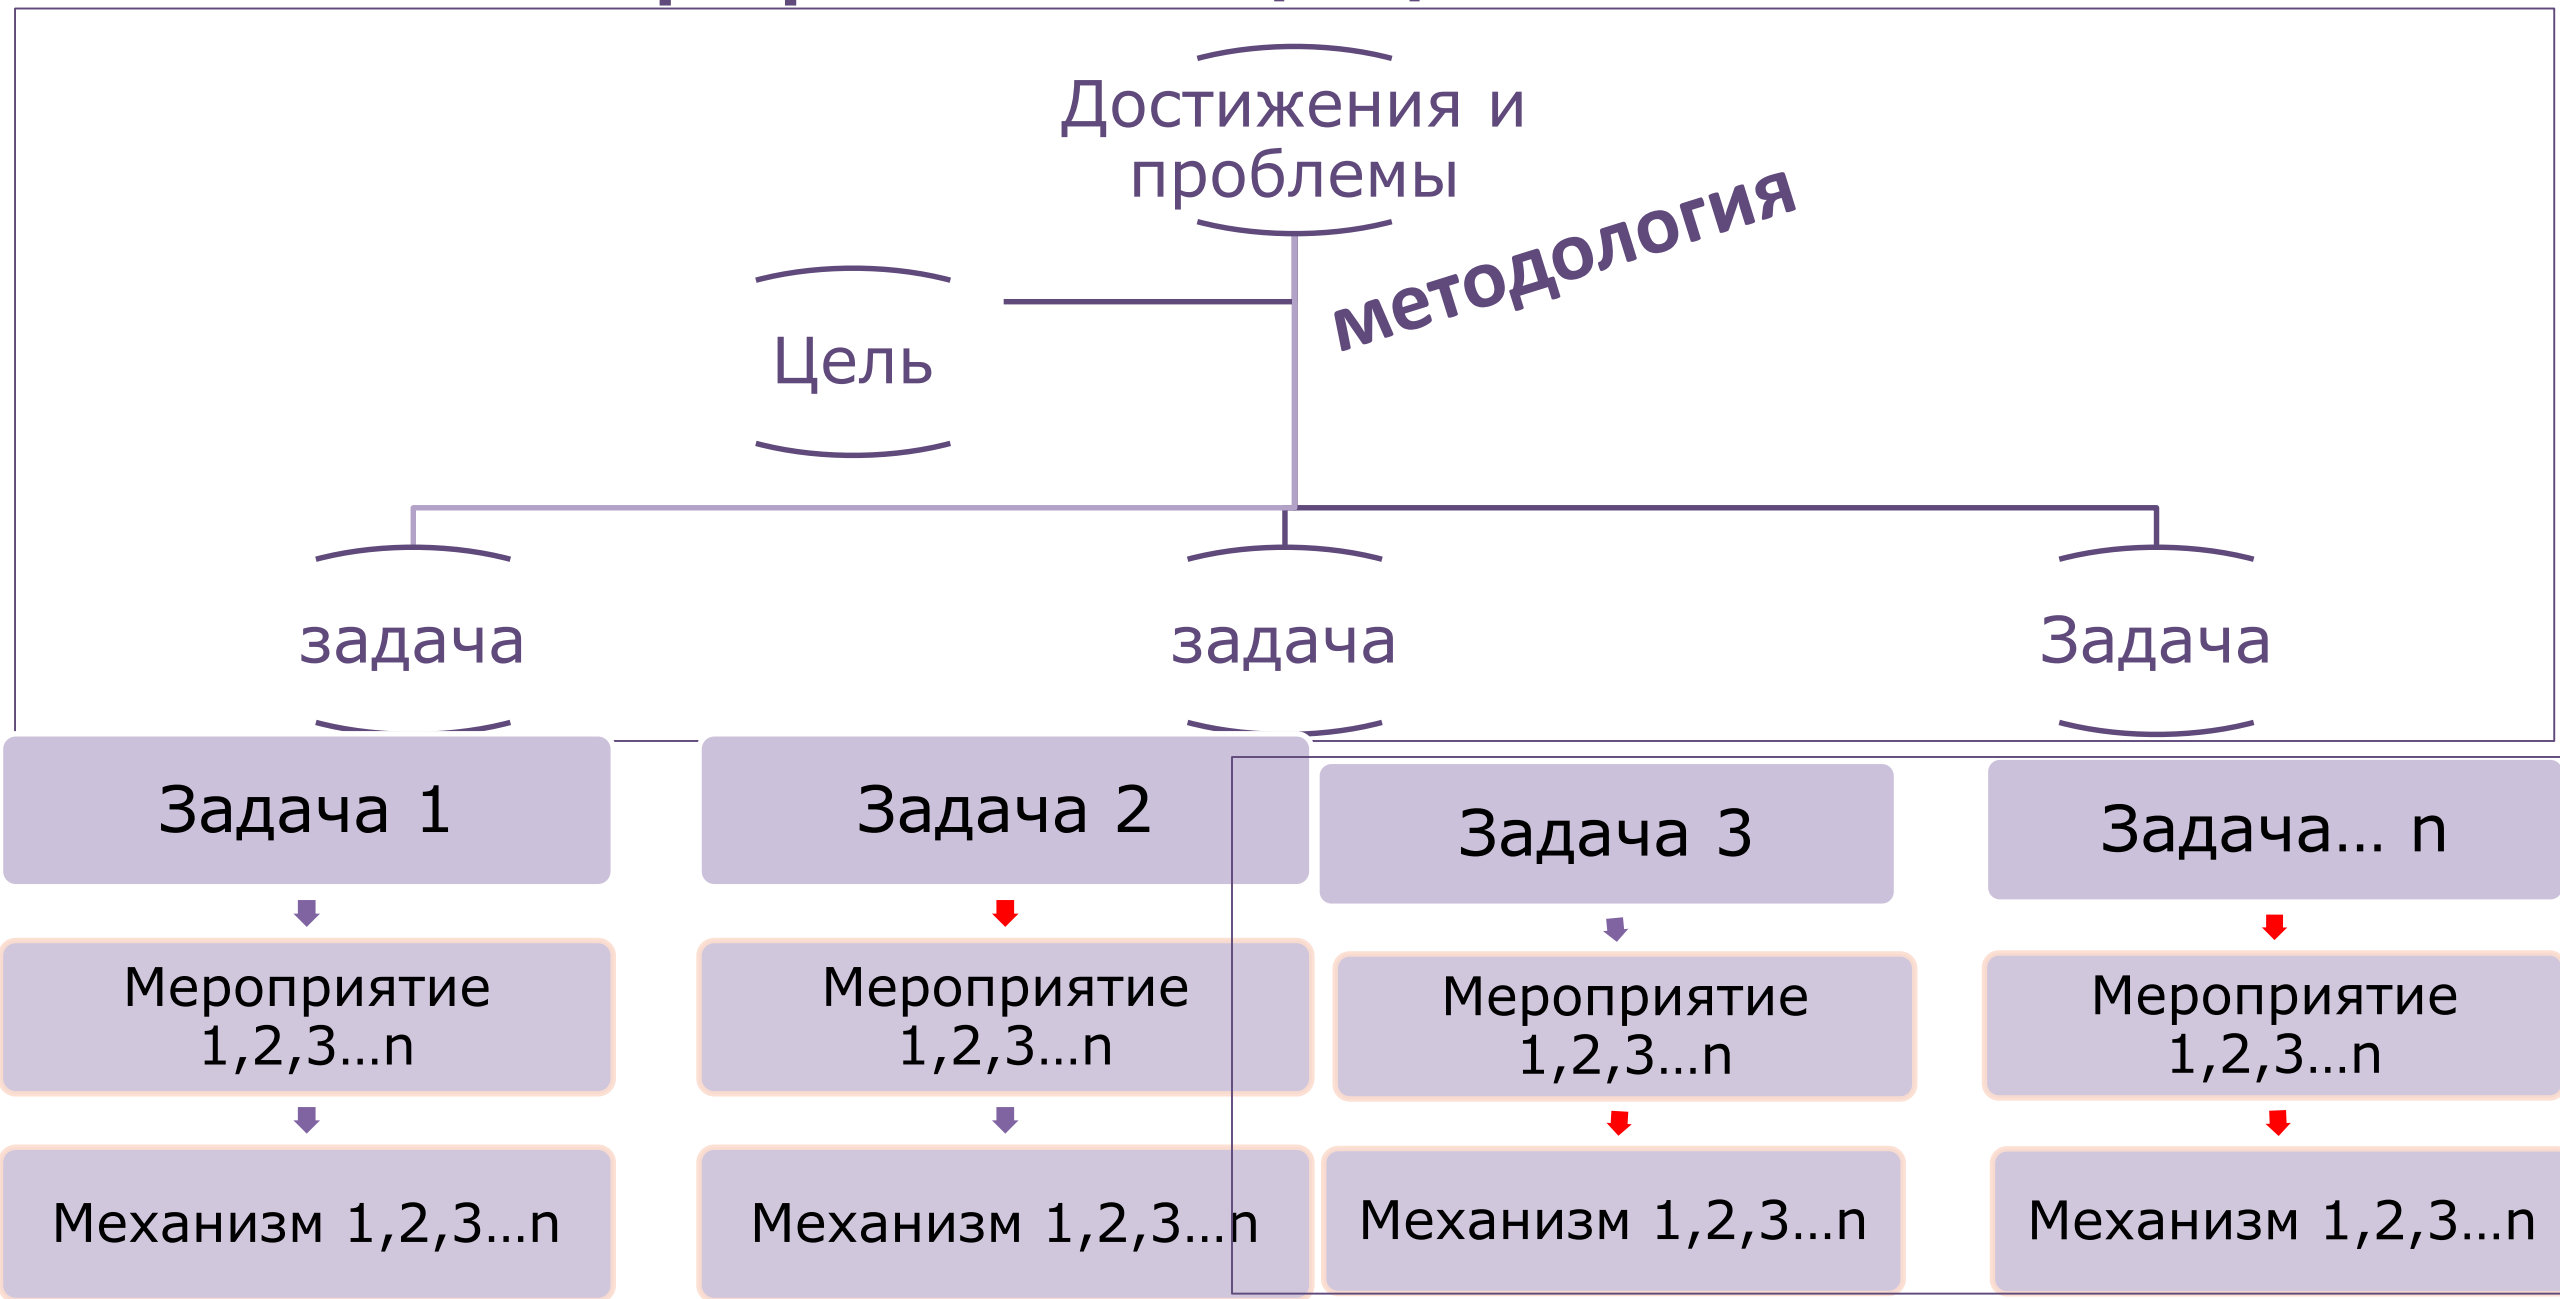 Достижения и
проблемы
методология
Цель
задача
задача
Задача
Задача 1
Задача 2
Задача 3
Задача... n
Мероприятие
1,2,3...n
Мероприятие
1,2,3...n
Мероприятие
1,2,3...n
Мероприятие
1,2,3...n
Механизм 1,2,3...n
Механизм 1,2,3...n
Механизм 1,2,3...n
Механизм 1,2,3...n